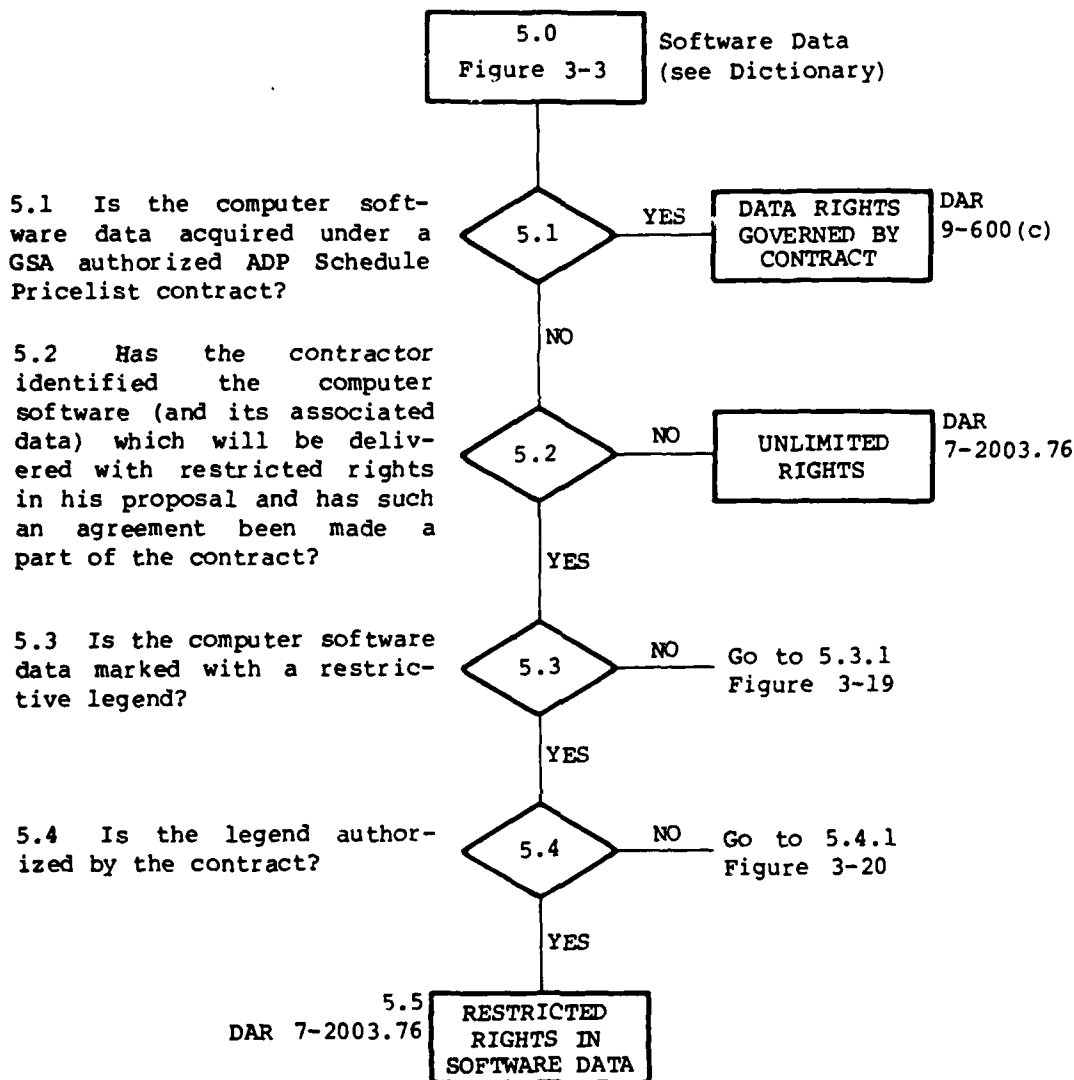 5.0
Figure 3-3
Software Data
(see Dictionary)
5.1 Is the computer soft-
ware data acquired under a
GSA authorized ADP Schedule
Pricelist contract?
5.1
YES
DATA RIGHTS
GOVERNED BY
CONTRACT
DAR
9-600(c)
NO
5.2 Has the contractor
identified the computer
software (and its associated
data) which will be deliv-
ered with restricted rights
in his proposal and has such
an agreement been made a
part of the contract?
5.2
NO
UNLIMITED
RIGHTS
DAR
7-2003.76
YES
5.3 Is the computer software
data marked with a restric-
tive legend?
5.3
NO
Go to 5.3.1
Figure 3-19
YES
5.4 Is the legend author-
ized by the contract?
5.4
NO
Go to 5.4.1
Figure 3-20
YES
5.5
DAR 7-2003.76
RESTRICTED
RIGHTS IN
SOFTWARE DATA